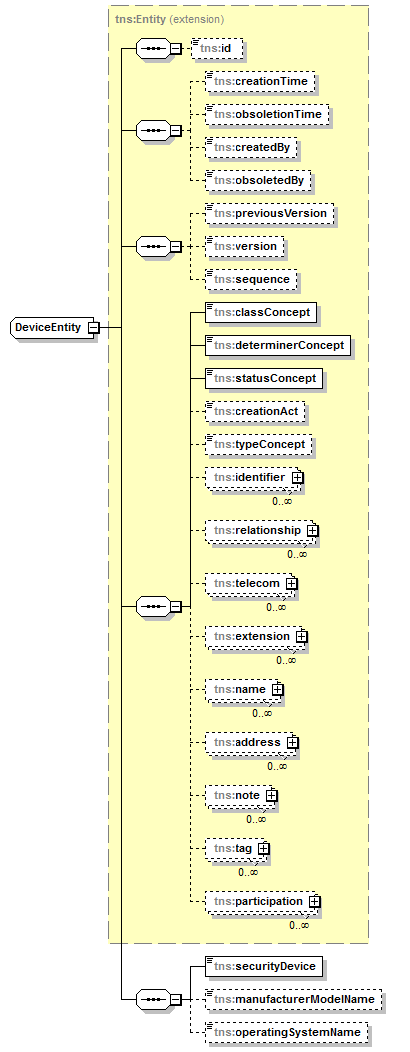 tns:Entity (extension)
tns:id
tns:creationTime
tns:obsoletionTime
tns:createdBy
tns:obsoletedBy
tns:previousVersion
tns:version
tns:sequence
DeviceEntity
tns:classConcept
tns:determinerConcept
tns:statusConcept
tns:creationAct
tns:typeConcept
tns:identifier
0..∞
tns:relationship
0..∞
tns:telecom
0..∞
tns:extension
0..∞
tns:name
0..∞
tns:address
0..∞
tns:note
0..∞
tns:tag
0..∞
tns:participation
0..∞
tns:securityDevice
tns:manufacturerModelName
tns:operatingSystemName